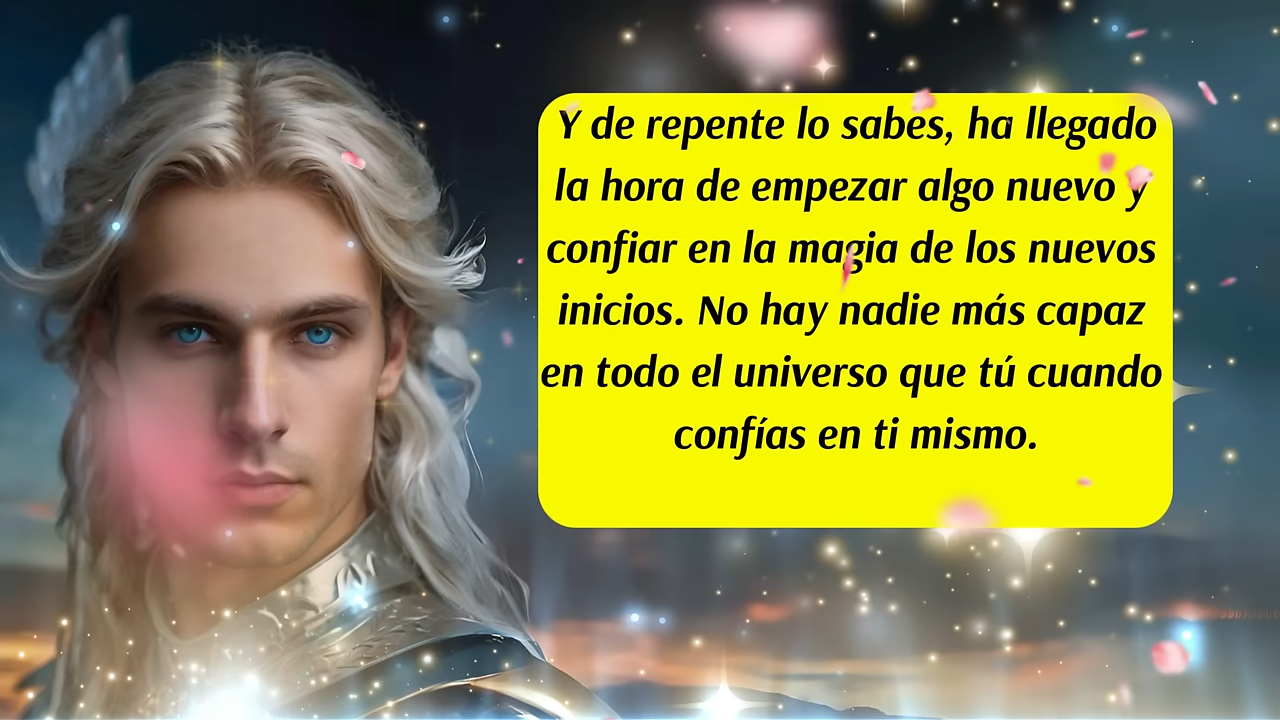 Y de repente lo sabes, ha llegado
la hora de empezar algo nuevo y
confiar en la magia de los nuevos
inicios. No hay nadie más capaz
en todo el universo que tú cuando
confías en ti mismo.